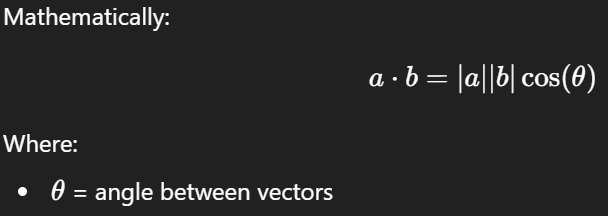 Mathematically:
a · b = |a||b| cos(θ)
Where:
• θ = angle between vectors